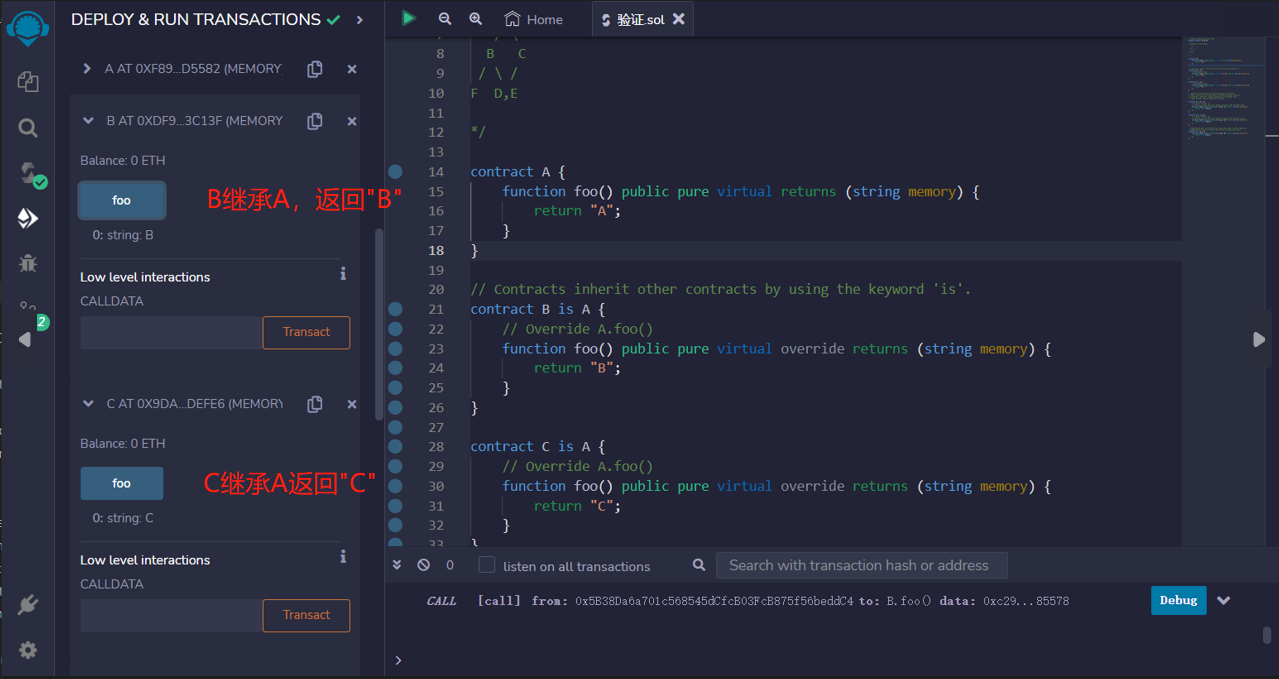 DEPLOY & RUN TRANSACTIONS
A AT 0XF89...D5582 (MEMORY)
B AT 0XDF9...3C13F (MEMORY
Balance: 0 ETH
foo
B继承A，返回"B"
0: string: B
Low level interactions
CALLDATA
Transact
2
C AT 0X9DA...DEFE6 (MEMORY
Balance: 0 ETH
foo
C继承A返回"C"
0: string: C
Low level interactions
CALLDATA
Transact
Home
验证.sol
8 B C
9 / \ /
10 F D,E
11
12 */
13
14 contract A {
15 function foo() public pure virtual returns (string memory) {
16 return "A";
17 }
18 }
19
20 // Contracts inherit other contracts by using the keyword 'is'.
21 contract B is A {
22 // Override A.foo()
23 function foo() public pure virtual override returns (string memory) {
24 return "B";
25 }
26 }
27
28 contract C is A {
29 // Override A.foo()
30 function foo() public pure virtual override returns (string memory) {
31 return "C";
32 }
33 }
0 listen on all transactions Search with transaction hash or address
CALL [call] from: 0x5B38Da6a701c568545dCfcB03FcB875f56beddC4 to: B.foo() data: 0xc29...85578 Debug
>